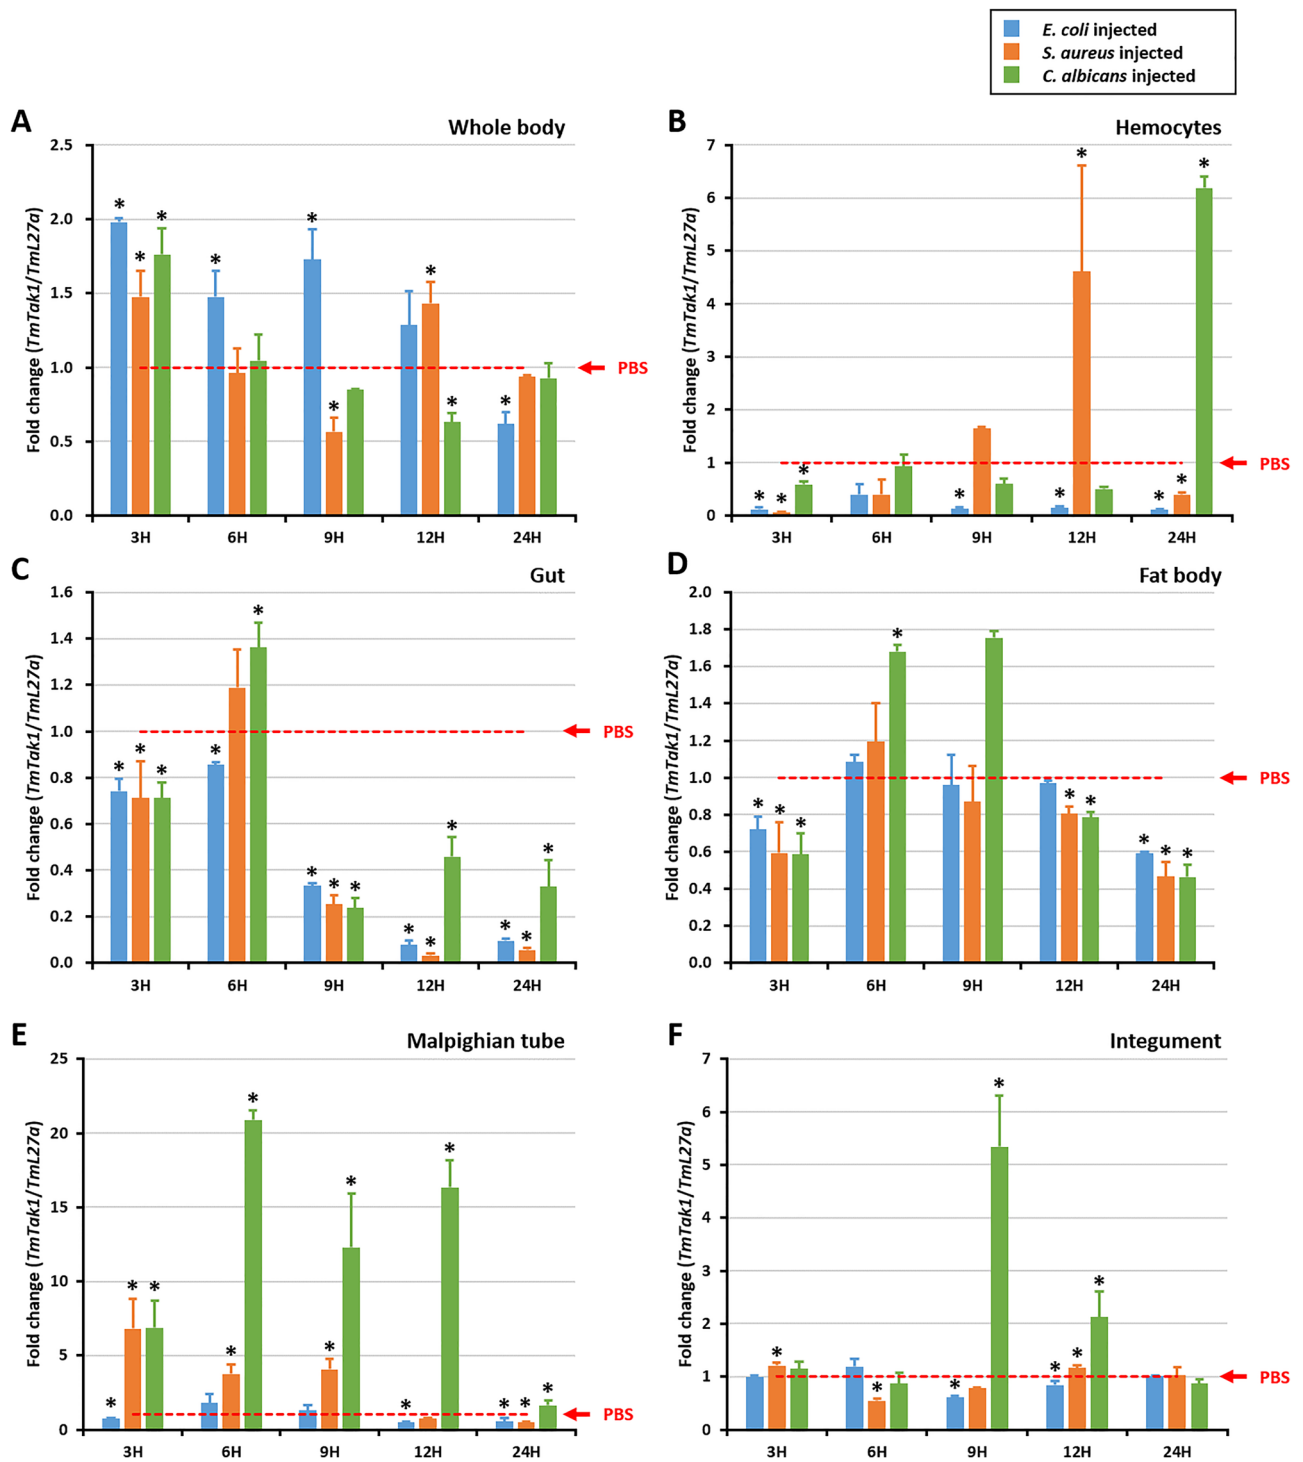 E. coli injected
S. aureus injected
C. albicans injected
A
Whole body
Fold change (TmTak1/TmL27a)
2.5
2.0
1.5
1.0
0.5
0.0
* * *
*
* *
* *
*
PBS
3H 6H 9H 12H 24H
B
Hemocytes
Fold change (TmTak1/TmL27a)
7
6
5
4
3
2
1
0
* * *
*
* *
* * *
PBS
3H 6H 9H 12H 24H
C
Gut
Fold change (TmTak1/TmL27a)
1.6
1.4
1.2
1.0
0.8
0.6
0.4
0.2
0.0
* * *
* *
* * *
* * *
* * *
PBS
3H 6H 9H 12H 24H
D
Fat body
Fold change (TmTak1/TmL27a)
2.0
1.8
1.6
1.4
1.2
1.0
0.8
0.6
0.4
0.2
0.0
* * *
*
* *
* * *
PBS
3H 6H 9H 12H 24H
E
Malpighian tube
Fold change (TmTak1/TmL27a)
25
20
15
10
5
0
* * *
* *
* *
* *
* * *
PBS
3H 6H 9H 12H 24H
F
Integument
Fold change (TmTak1/TmL27a)
7
6
5
4
3
2
1
0
*
*
* *
* * *
PBS
3H 6H 9H 12H 24H